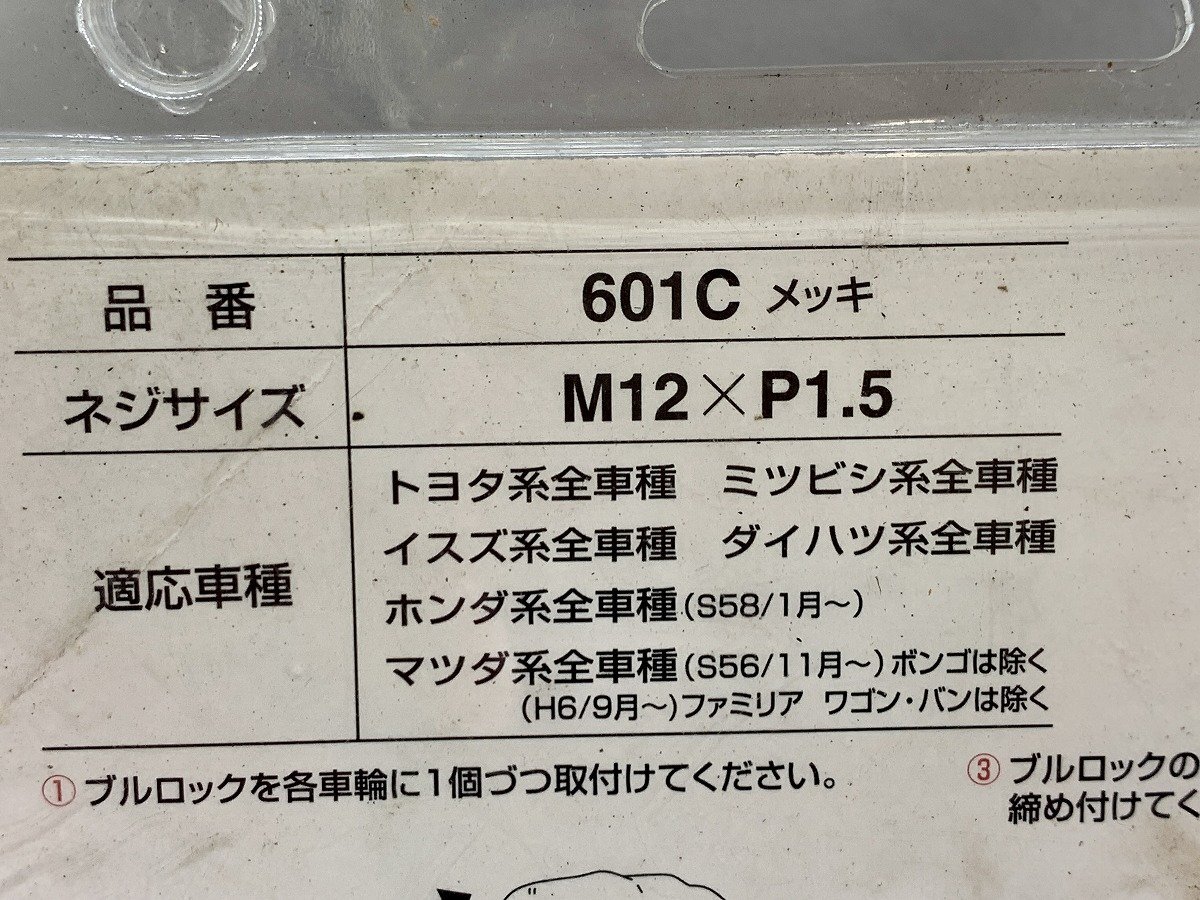 品 番 601C メッキ
ネジサイズ M12×P1.5
適応車種
トヨタ系全車種 ミツビシ系全車種
イスズ系全車種 ダイハツ系全車種
ホンダ系全車種(S58/1月〜)
マツダ系全車種(S56/11月〜)ボンゴは除く
(H6/9月〜)ファミリア ワゴン・バンは除く
①ブルロックを各車輪に1個づつ取付けてください。
③ブルロックの
締め付けてく